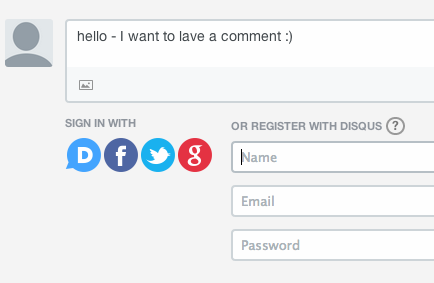 hello - I want to lave a comment :)
SIGN IN WITH
D f g
OR REGISTER WITH DISQUS ?
Name
Email
Password